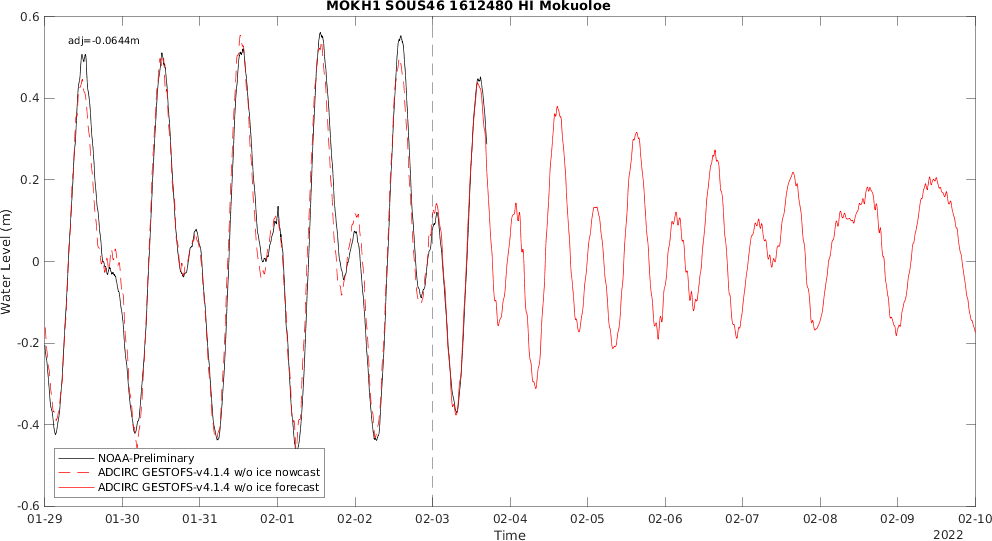 MOKH1 SOUS46 1612480 HI Mokuoloe
adj=-0.0644m
0.6
0.4
0.2
0
-0.2
-0.4
-0.6
Water Level (m)
NOAA-Preliminary
ADCIRC GESTOFS-v4.1.4 w/o ice nowcast
ADCIRC GESTOFS-v4.1.4 w/o ice forecast
01-29 01-30 01-31 02-01 02-02 02-03 02-04 02-05 02-06 02-07 02-08 02-09 02-10
Time
2022